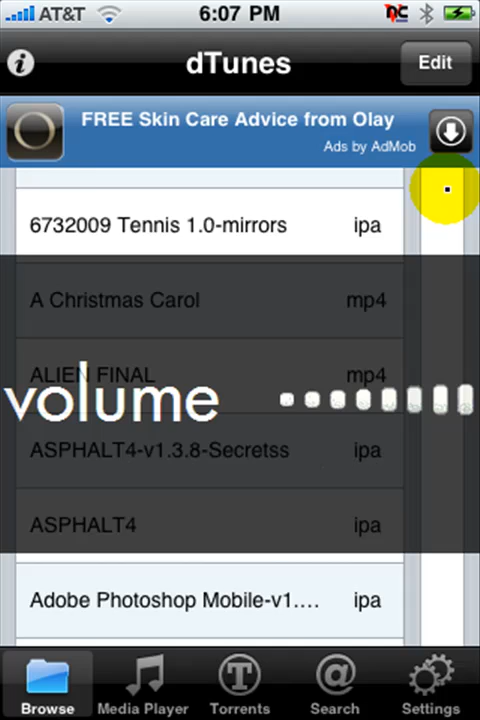 AT&T 6:07 PM
dTunes
Edit
FREE Skin Care Advice from Olay
Ads by AdMob
6732009 Tennis 1.0-mirrors ipa
A Christmas Carol mp4
ALIEN FINAL mp4
volume
ASPHALT4-v1.3.8-Secretss ipa
ASPHALT4 ipa
Adobe Photoshop Mobile-v1.... ipa
Browse Media Player Torrents Search Settings